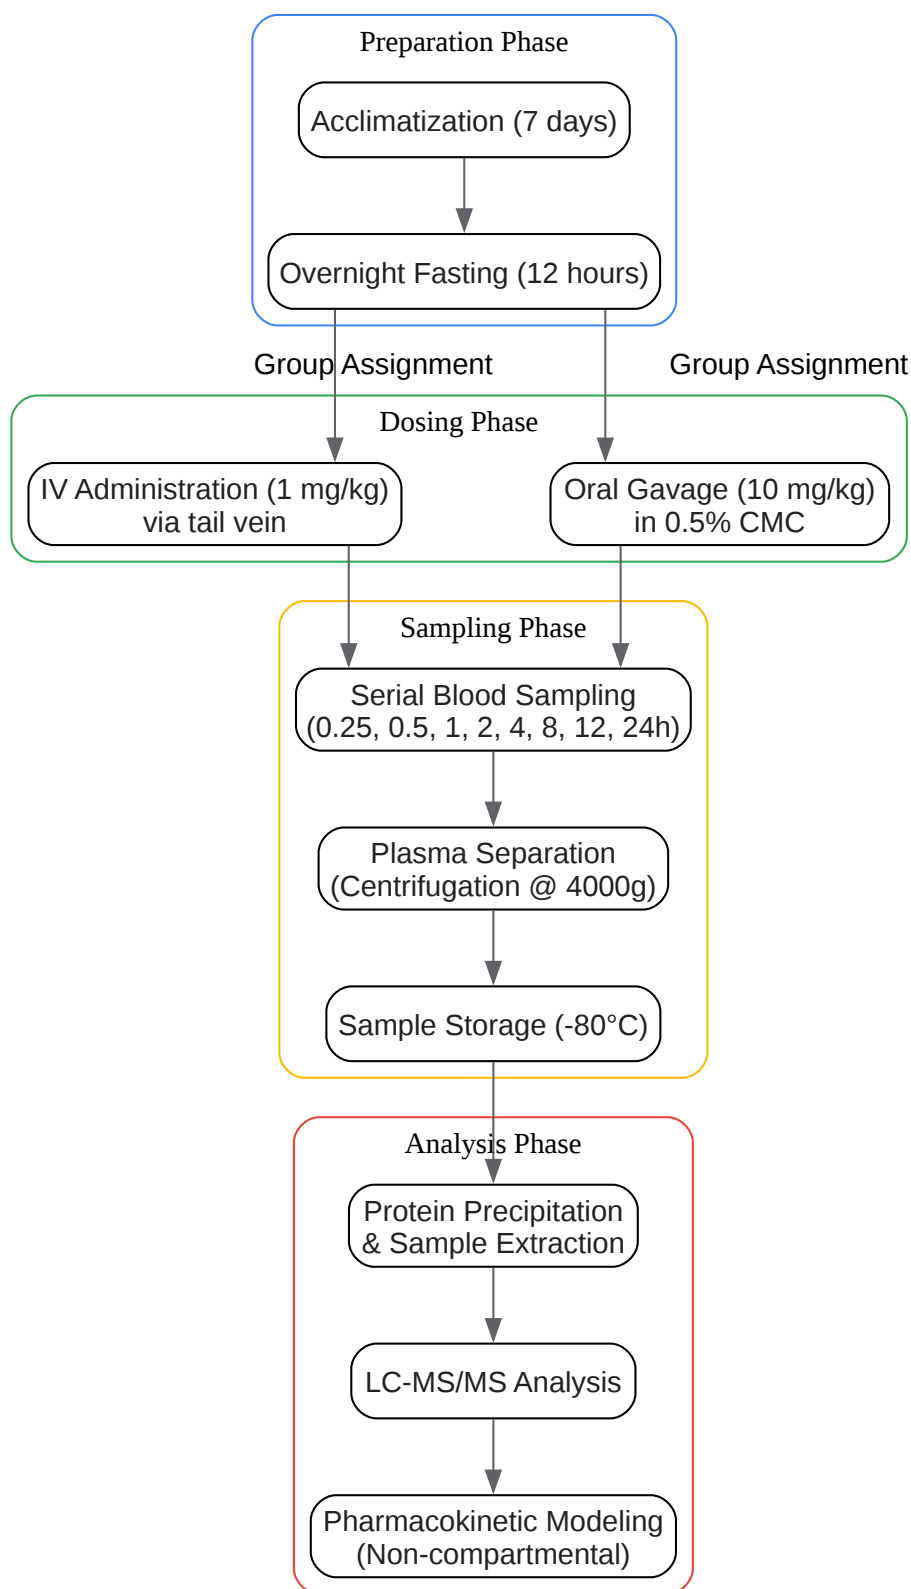 Preparation Phase
Acclimatization (7 days)
Overnight Fasting (12 hours)
Group Assignment
Group Assignment
Dosing Phase
IV Administration (1 mg/kg)
via tail vein
Oral Gavage (10 mg/kg)
in 0.5% CMC
Sampling Phase
Serial Blood Sampling
(0.25, 0.5, 1, 2, 4, 8, 12, 24h)
Plasma Separation
(Centrifugation @ 4000g)
Sample Storage (-80°C)
Analysis Phase
Protein Precipitation
& Sample Extraction
LC-MS/MS Analysis
Pharmacokinetic Modeling
(Non-compartmental)